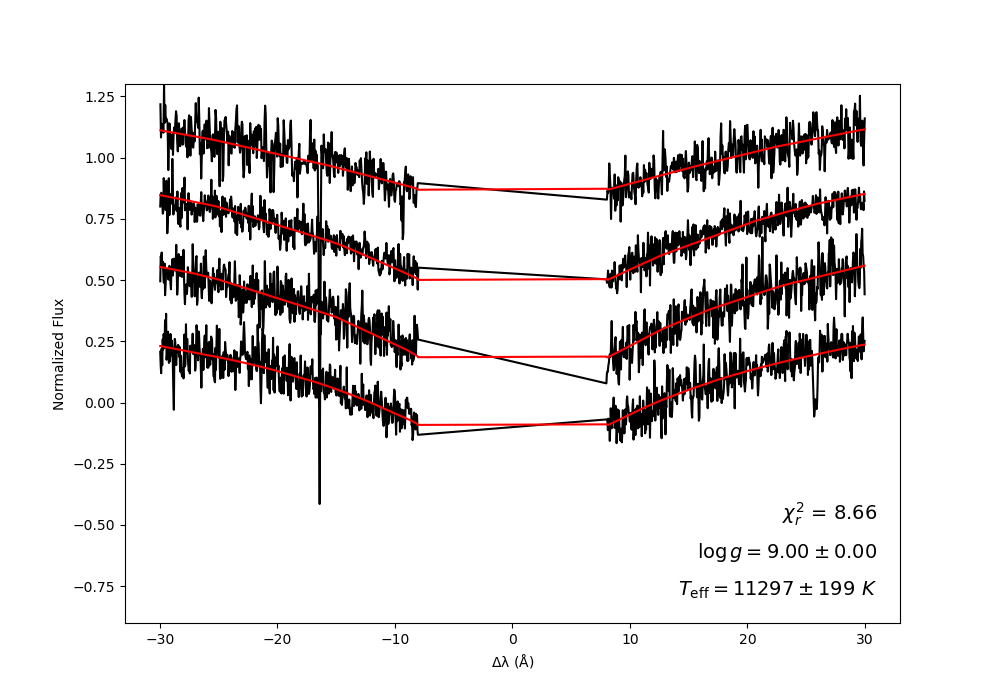 1.25
1.00
0.75
0.50
0.25
0.00
−0.25
−0.50
−0.75
Normalized Flux
χ²ᵣ = 8.66
log g = 9.00 ± 0.00
T_eff = 11297 ± 199 K
−30 −20 −10 0 10 20 30
Δλ (Å)